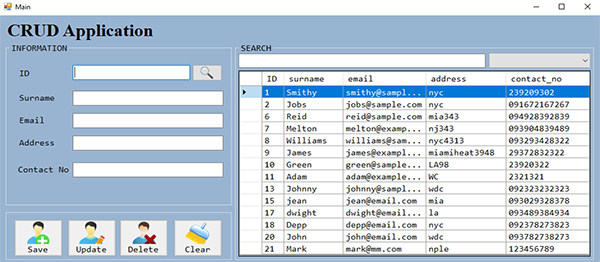 Main
CRUD Application
INFORMATION
ID
Surname
Email
Address
Contact No
Save Update Delete Clear
SEARCH
ID surname email address contact_no
1 Smithy smithy@sampl... nyc 239209302
2 Jobs jobs@sample.com nyc 091672167267
6 Reid reid@sample.com mia343 094928392839
7 Melton melton@examp... nj343 093904839489
8 Williams williams@sam... nyc4313 093293428322
9 James james@exampl... miamiheat3948 29372832322
10 Green green@sample... LA98 23920322
11 Adam adam@example... WC 2321321
13 Johnny johnny@sampl... wdc 092323232323
15 jean jean@email.com mia 093029328378
17 dwight dwight@email... la 093489384934
18 Depp depp@email.com nyc 092378273823
20 John john@email.com wdc 093782738273
21 Mark mark@mm.com nple 123456789